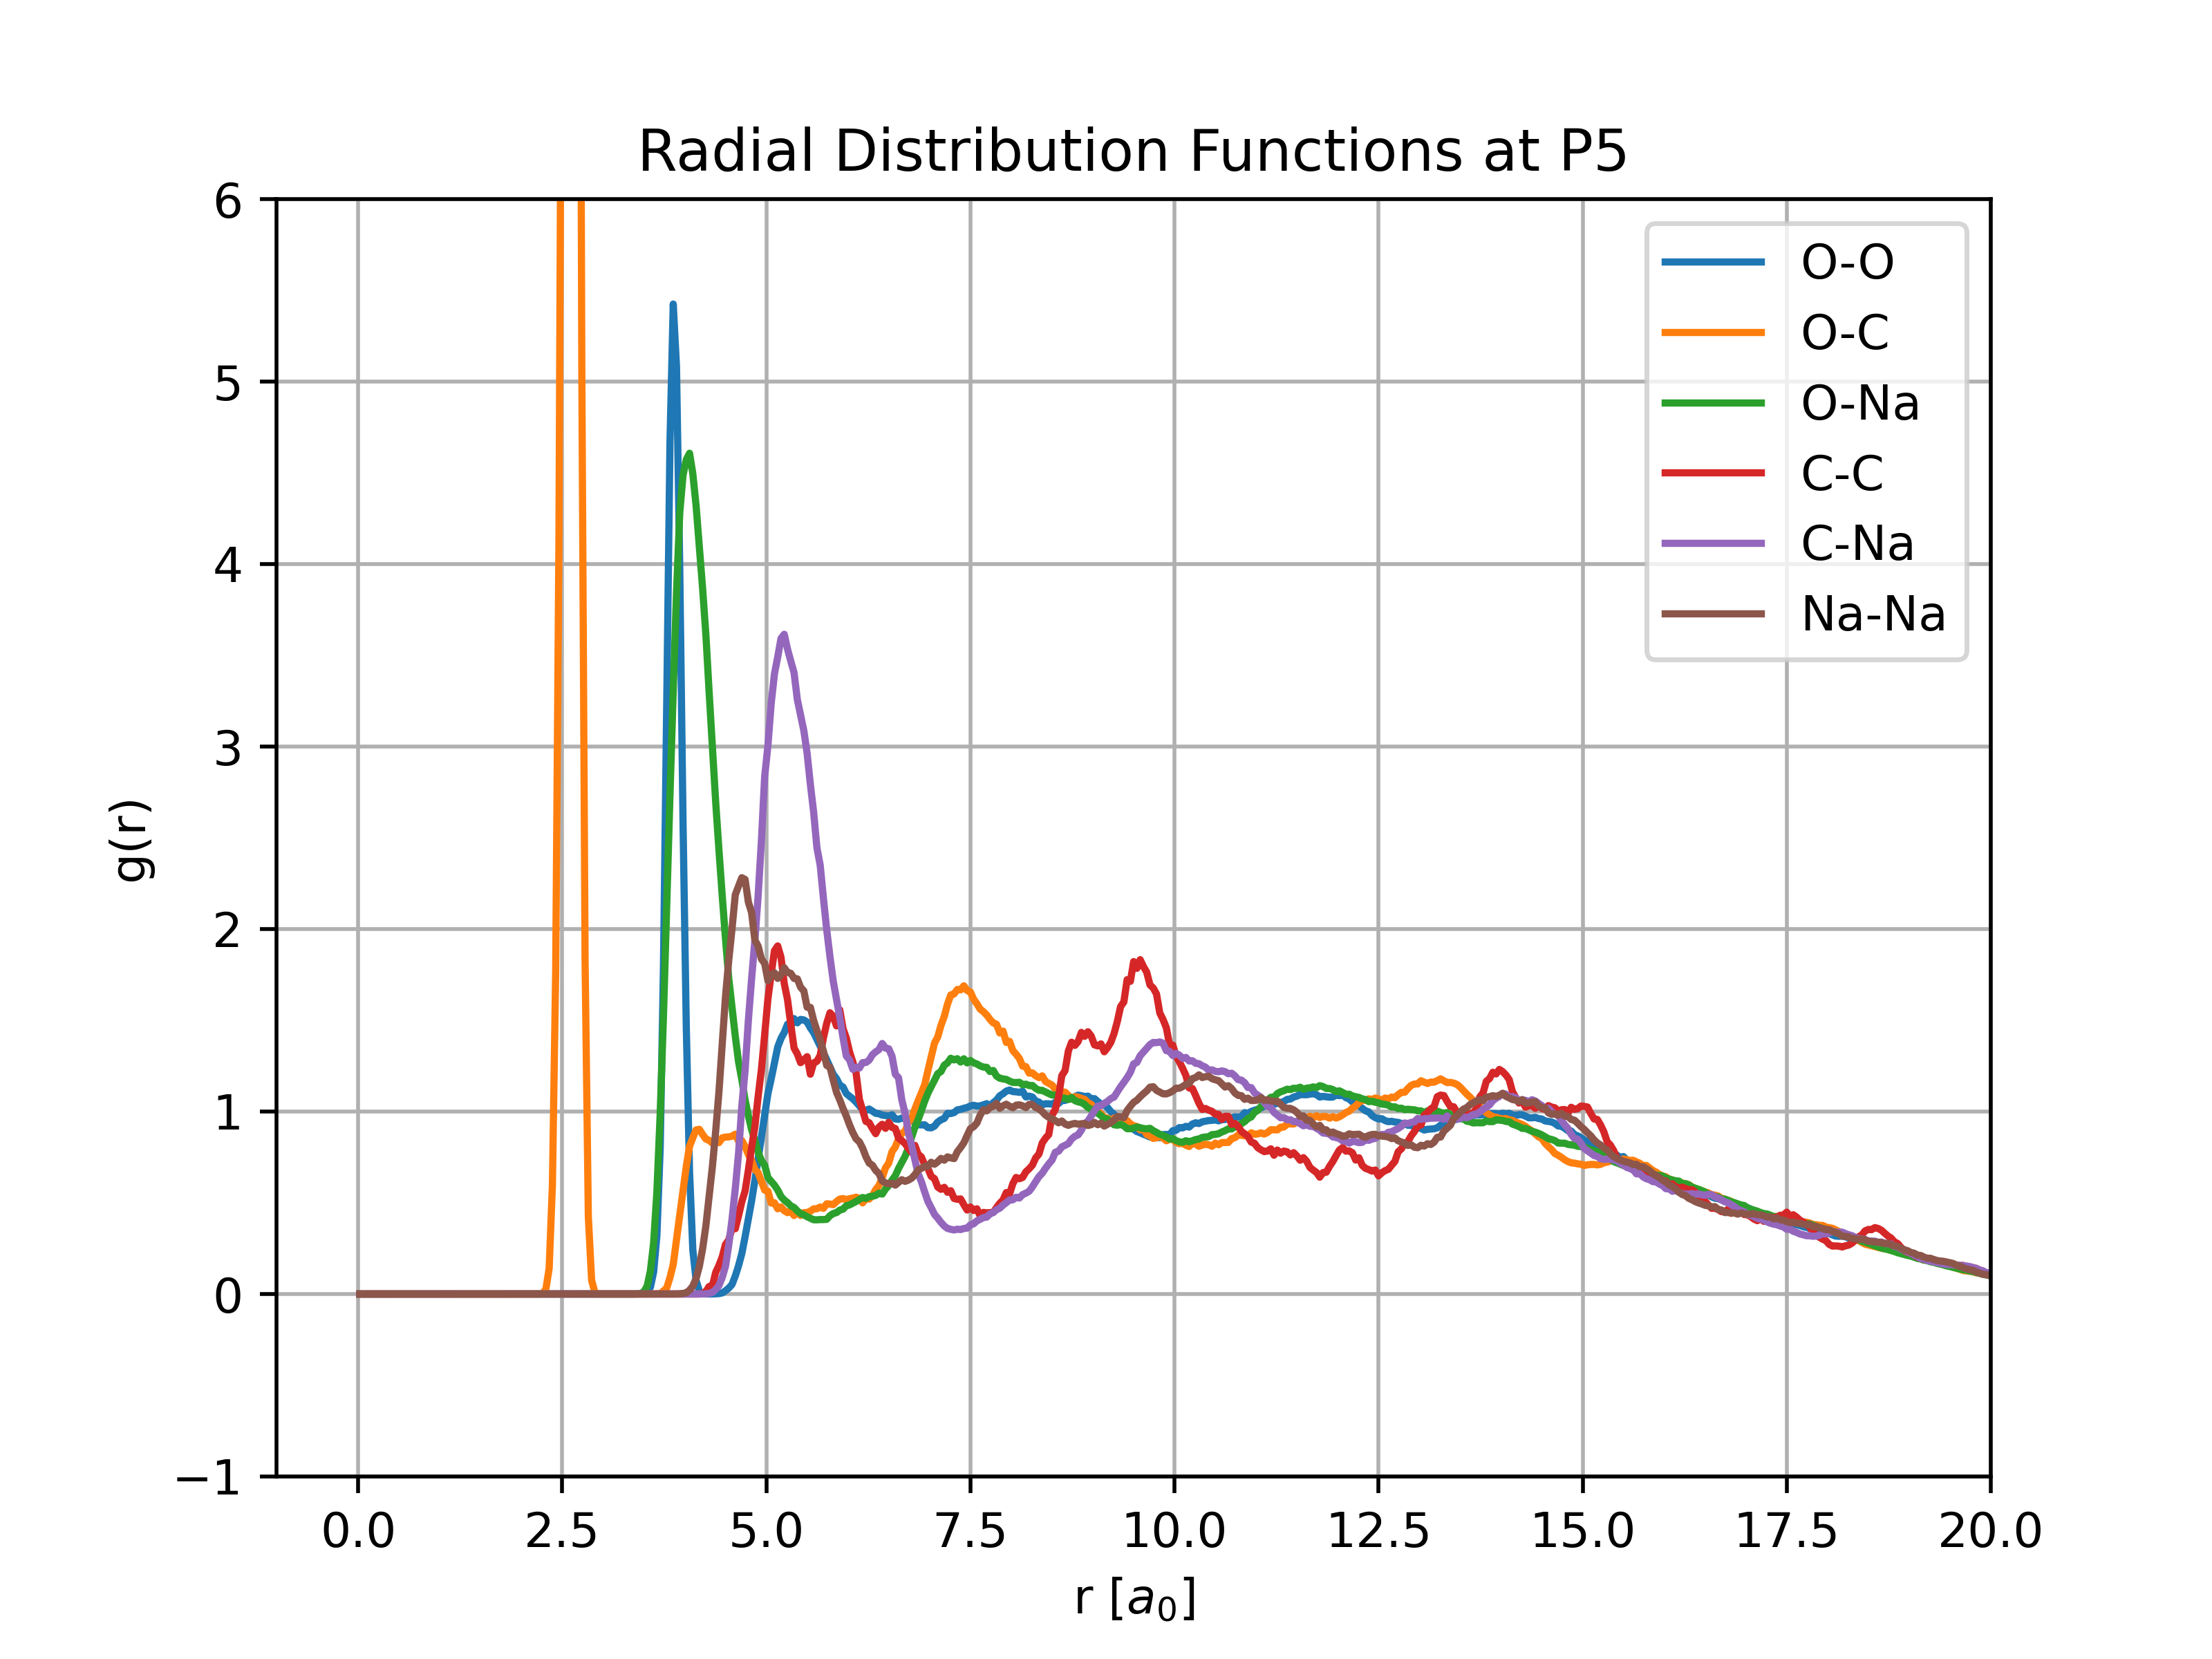 Radial Distribution Functions at P5
6
5
4
3
2
1
0
−1
g(r)
O-O
O-C
O-Na
C-C
C-Na
Na-Na
0.0 2.5 5.0 7.5 10.0 12.5 15.0 17.5 20.0
r [a₀]